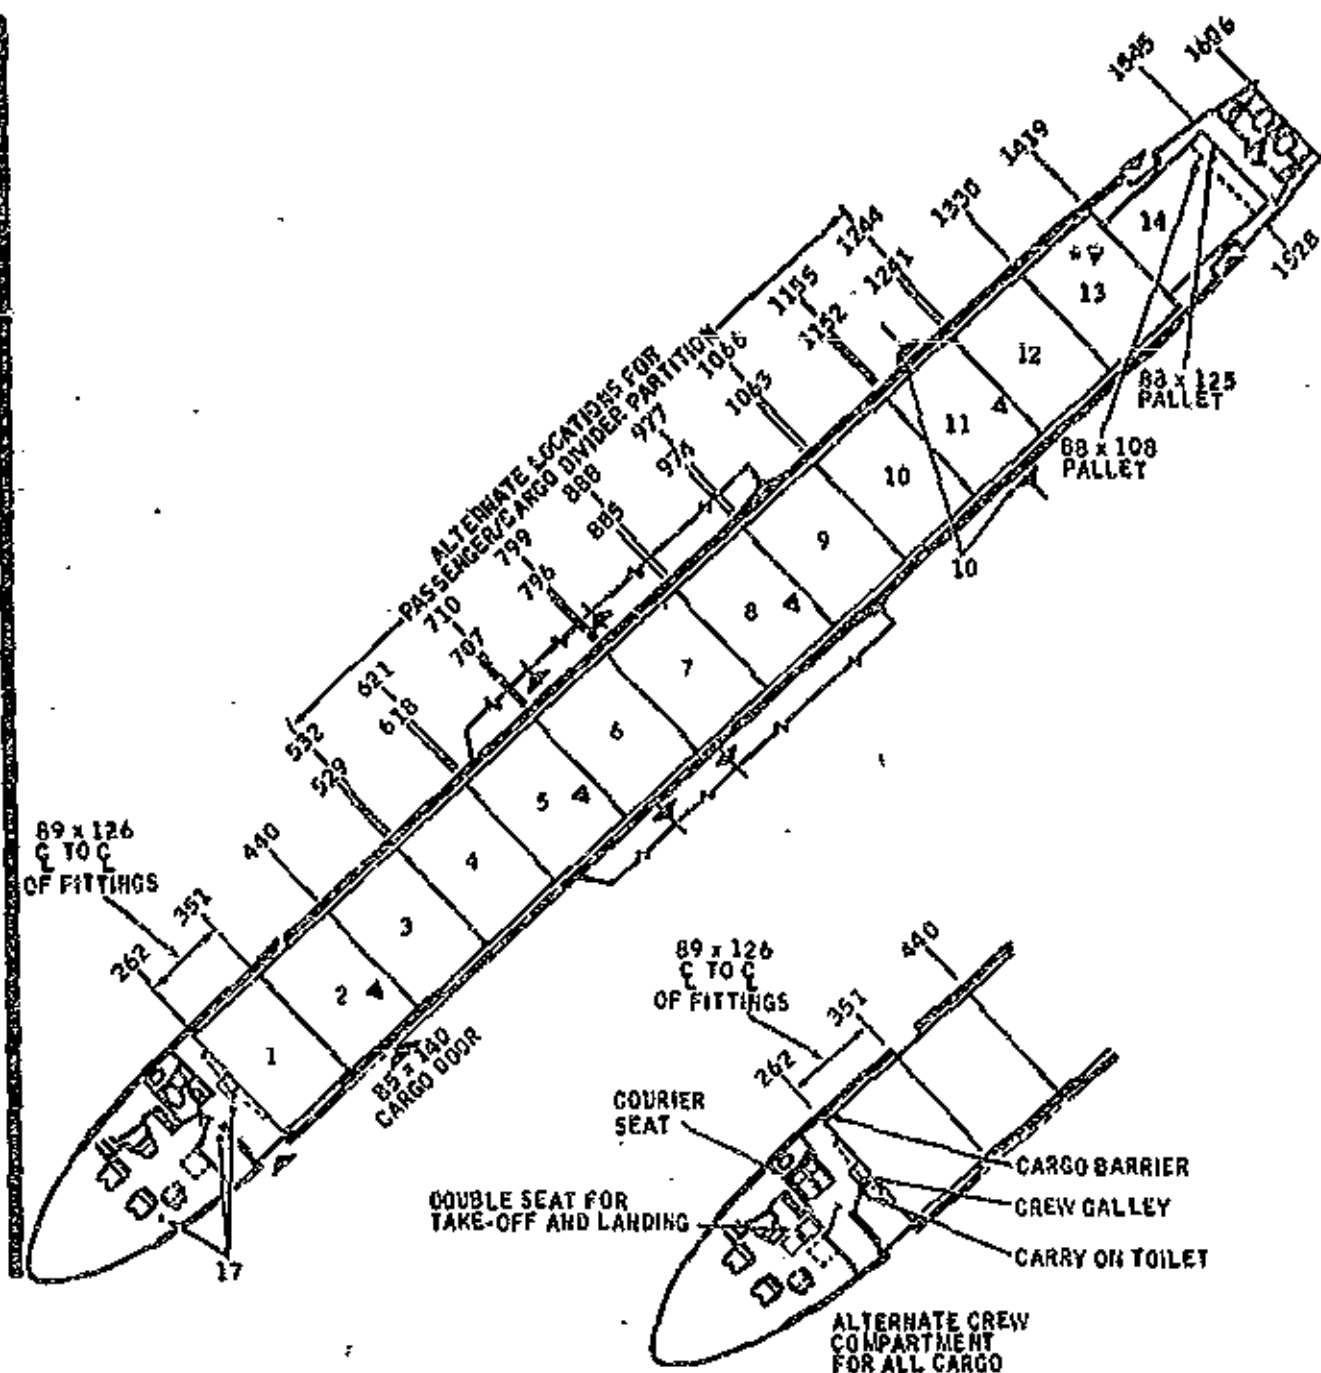 1545
1696
1419
1330
1244
1241
1155
1152
1066
1063
977
974
888
885
799
796
710
707
621
618
532
529
440
351
262
ALTERNATE LOCATIONS FOR
PASSENGER/CARGO DIVIDER PARTITION
89 x 126
℄ TO ℄
OF FITTINGS
14
13
12
11
10
9
8
7
6
5
4
3
2
1
1528
88 x 125
PALLET
88 x 108
PALLET
10
85 x 140
CARGO DOOR
17
89 x 126
℄ TO ℄
OF FITTINGS
440
351
262
COURIER
SEAT
DOUBLE SEAT FOR
TAKE-OFF AND LANDING
CARGO BARRIER
CREW GALLEY
CARRY ON TOILET
ALTERNATE CREW
COMPARTMENT
FOR ALL CARGO